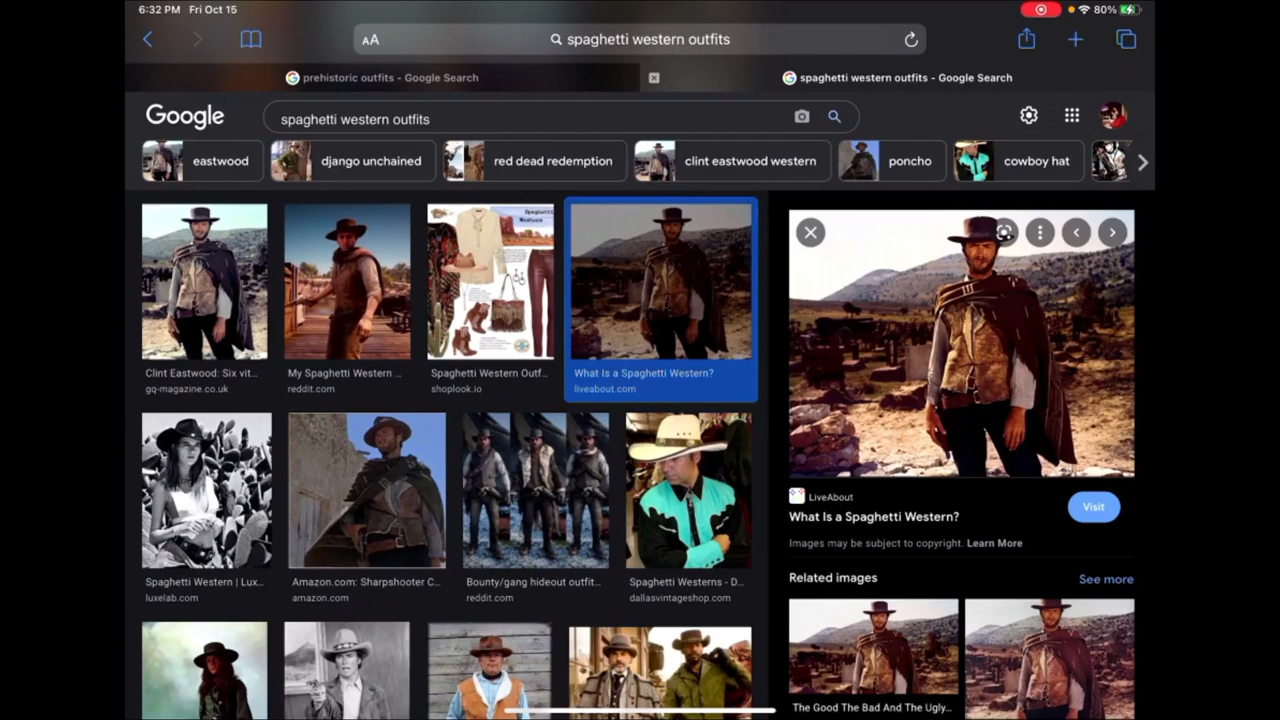 6:32 PM Fri Oct 15
80%
AA
spaghetti western outfits
prehistoric outfits - Google Search
spaghetti western outfits - Google Search
Google
spaghetti western outfits
eastwood
django unchained
red dead redemption
clint eastwood western
poncho
cowboy hat
Spaghetti
Western
Clint Eastwood: Six vit...
gq-magazine.co.uk
My Spaghetti Western ...
reddit.com
Spaghetti Western Outf...
shoplook.io
What Is a Spaghetti Western?
liveabout.com
LiveAbout
What Is a Spaghetti Western?
Visit
Images may be subject to copyright. Learn More
Related images
See more
Spaghetti Western | Lux...
luxelab.com
Amazon.com: Sharpshooter C...
amazon.com
Bounty/gang hideout outfit...
reddit.com
Spaghetti Westerns - D...
dallasvintageshop.com
The Good The Bad And The Ugly...